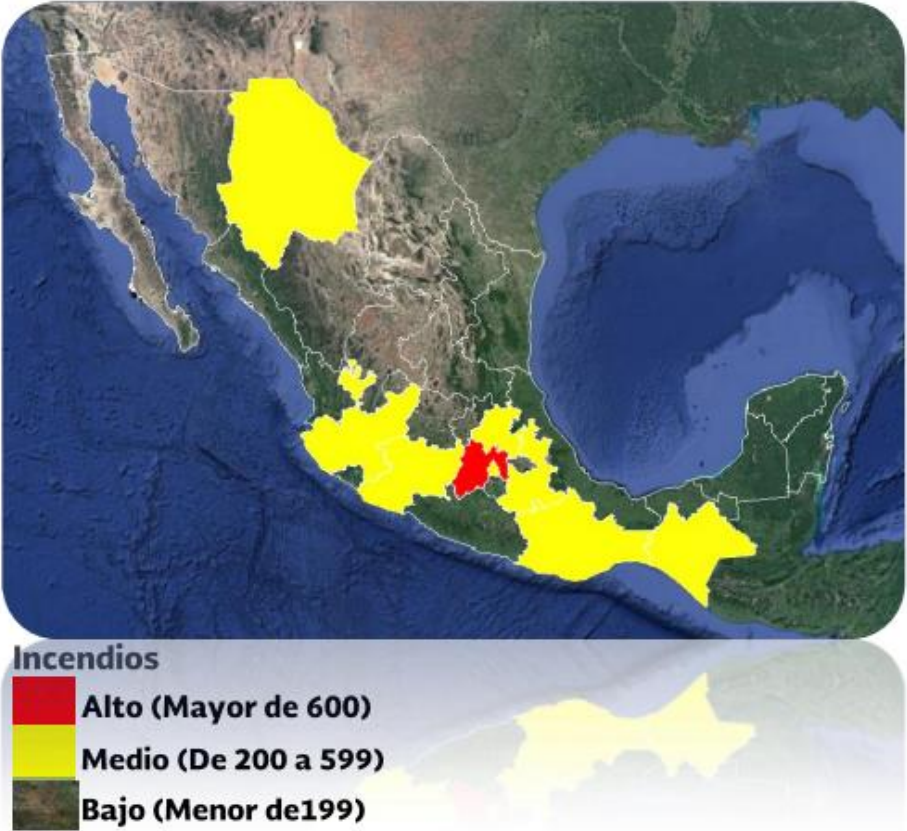 Incendios
Alto (Mayor de 600)
Medio (De 200 a 599)
Bajo (Menor de199)